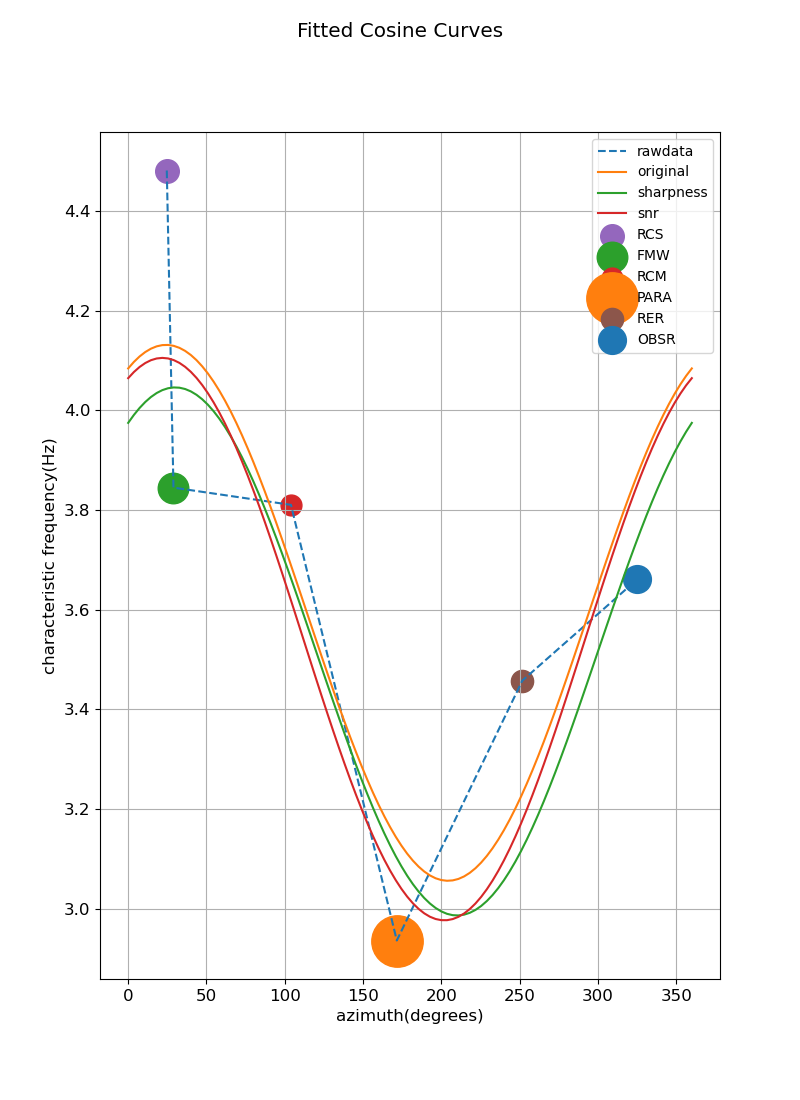 Fitted Cosine Curves
characteristic frequency(Hz)
4.4
4.2
4.0
3.8
3.6
3.4
3.2
3.0
rawdata
original
sharpness
snr
RCS
FMW
RCM
PARA
RER
OBSR
0 50 100 150 200 250 300 350
azimuth(degrees)